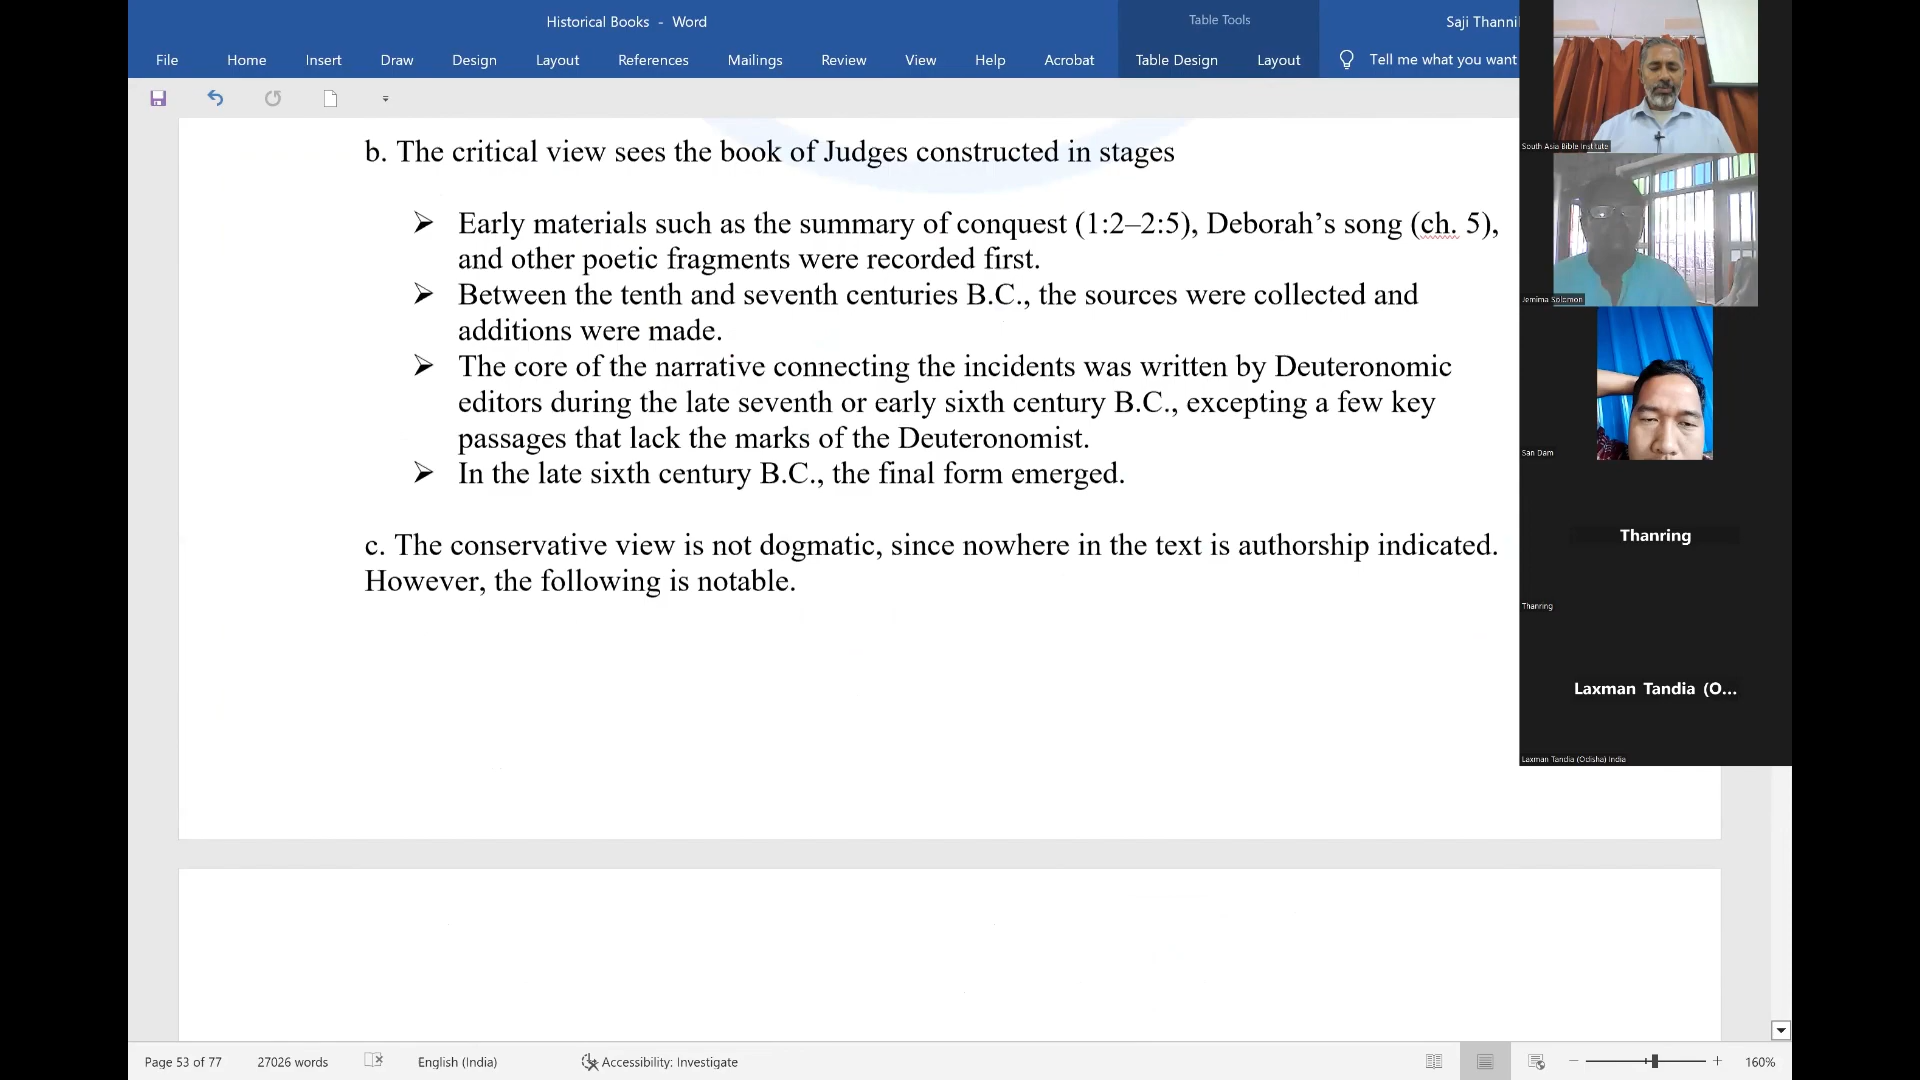 Historical Books - Word
Table Tools
Saji Thannil
File Home Insert Draw Design Layout References Mailings Review View Help Acrobat Table Design Layout Tell me what you want
b. The critical view sees the book of Judges constructed in stages
Early materials such as the summary of conquest (1:2–2:5), Deborah’s song (ch. 5),
and other poetic fragments were recorded first.
Between the tenth and seventh centuries B.C., the sources were collected and
additions were made.
The core of the narrative connecting the incidents was written by Deuteronomic
editors during the late seventh or early sixth century B.C., excepting a few key
passages that lack the marks of the Deuteronomist.
In the late sixth century B.C., the final form emerged.
c. The conservative view is not dogmatic, since nowhere in the text is authorship indicated.
However, the following is notable.
South Asia Bible Institute
Jemima Solomon
San Dam
Thanring
Thanring
Laxman Tandia (O...
Laxman Tandia (Odisha) India
Page 53 of 77 27026 words English (India) Accessibility: Investigate 160%